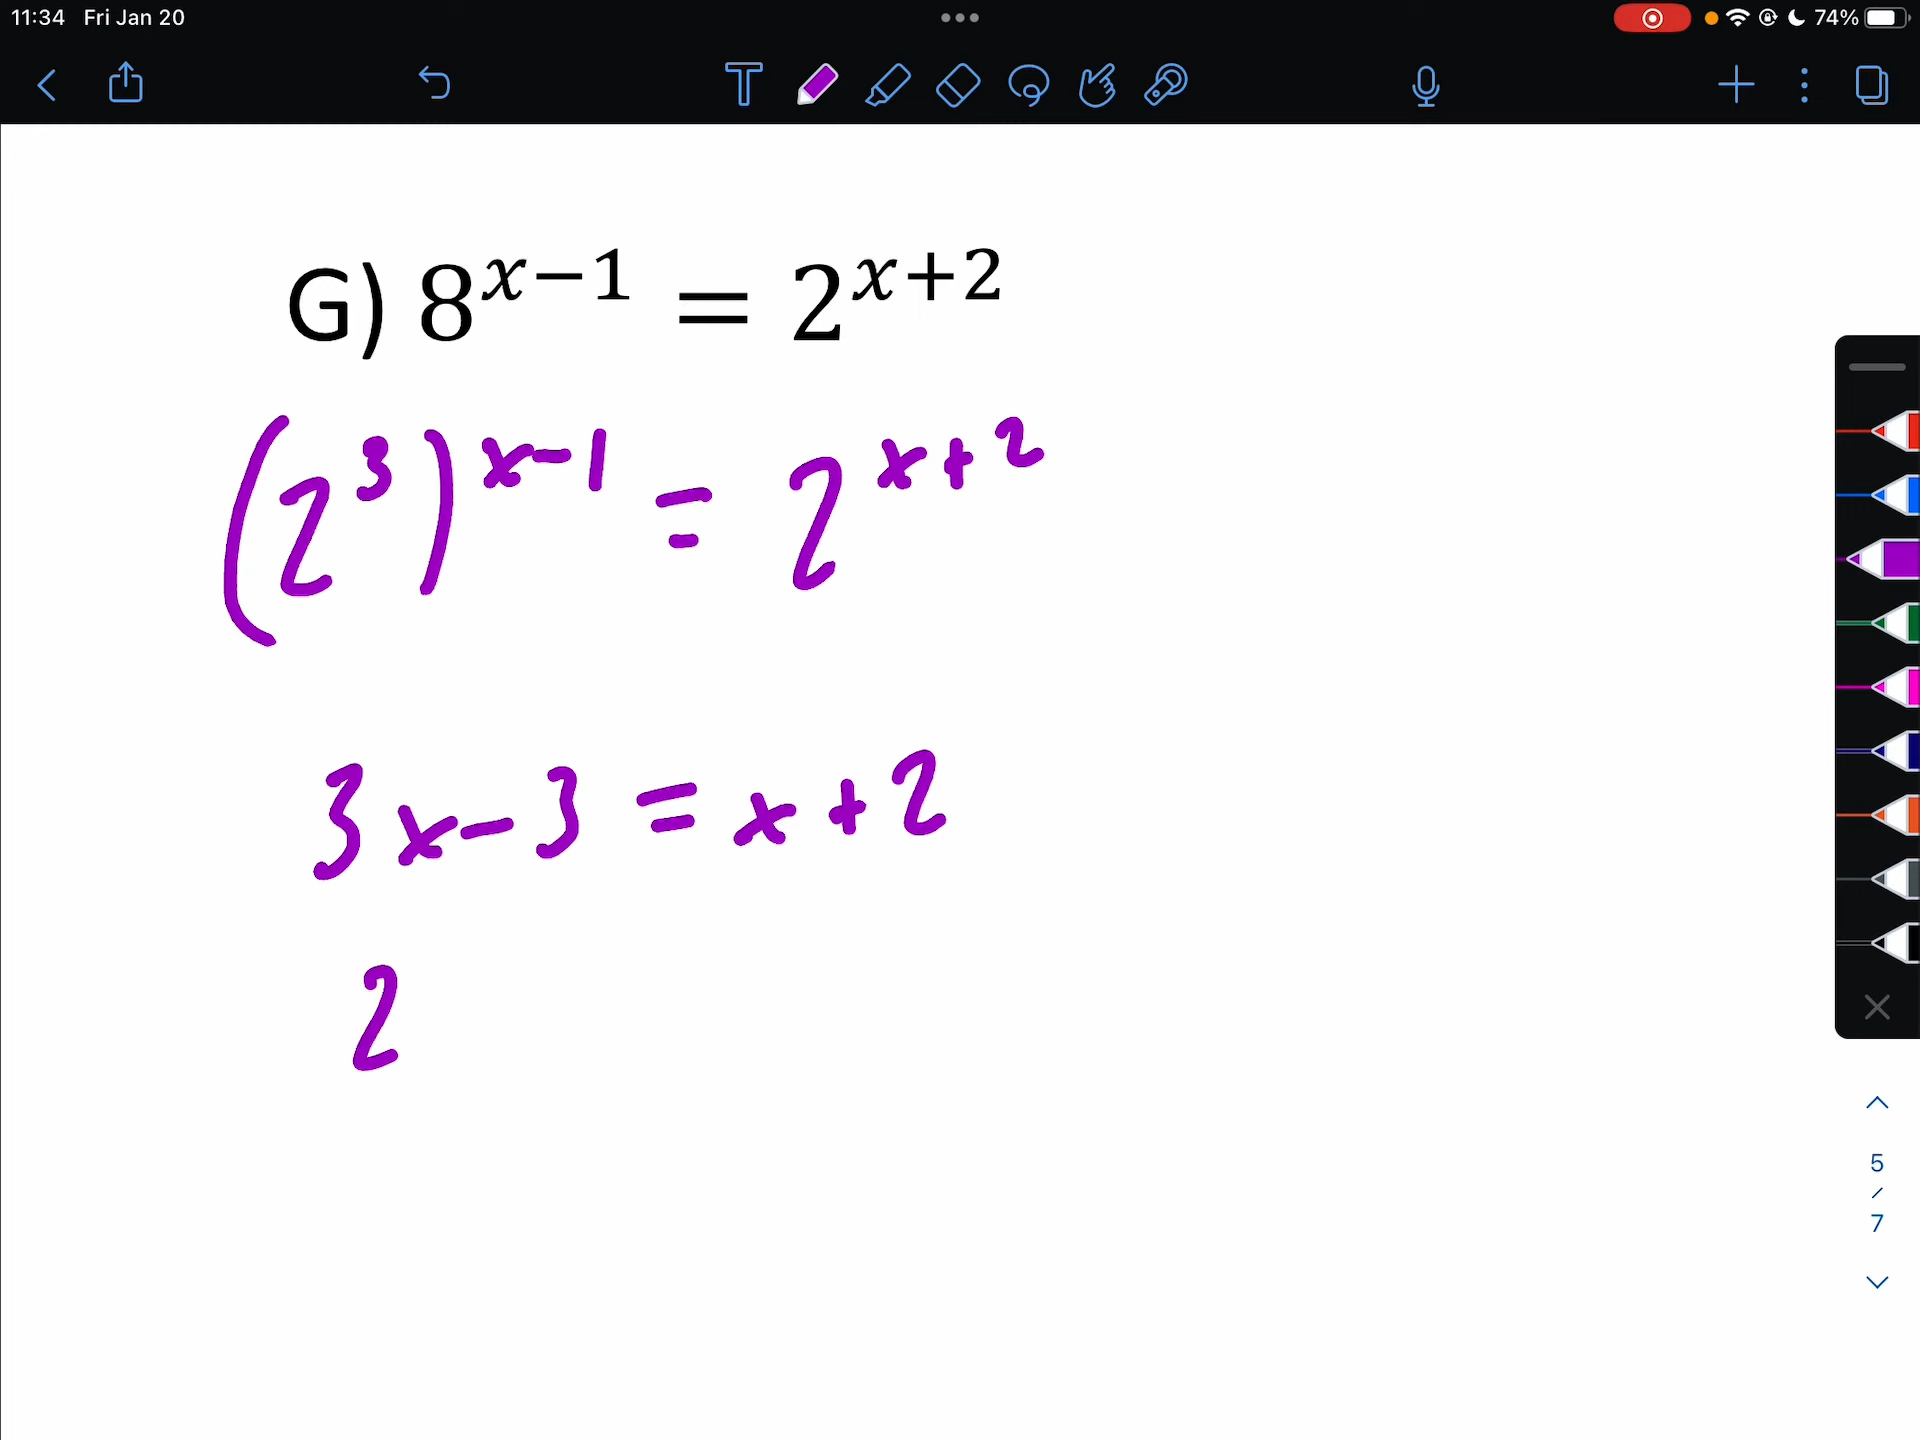 11:34 Fri Jan 20 74%
T
G) 8^{x−1} = 2^{x+2}
(2^3)^{x-1} = 2^{x+2}
3x-3 = x+2
2
5
/
7